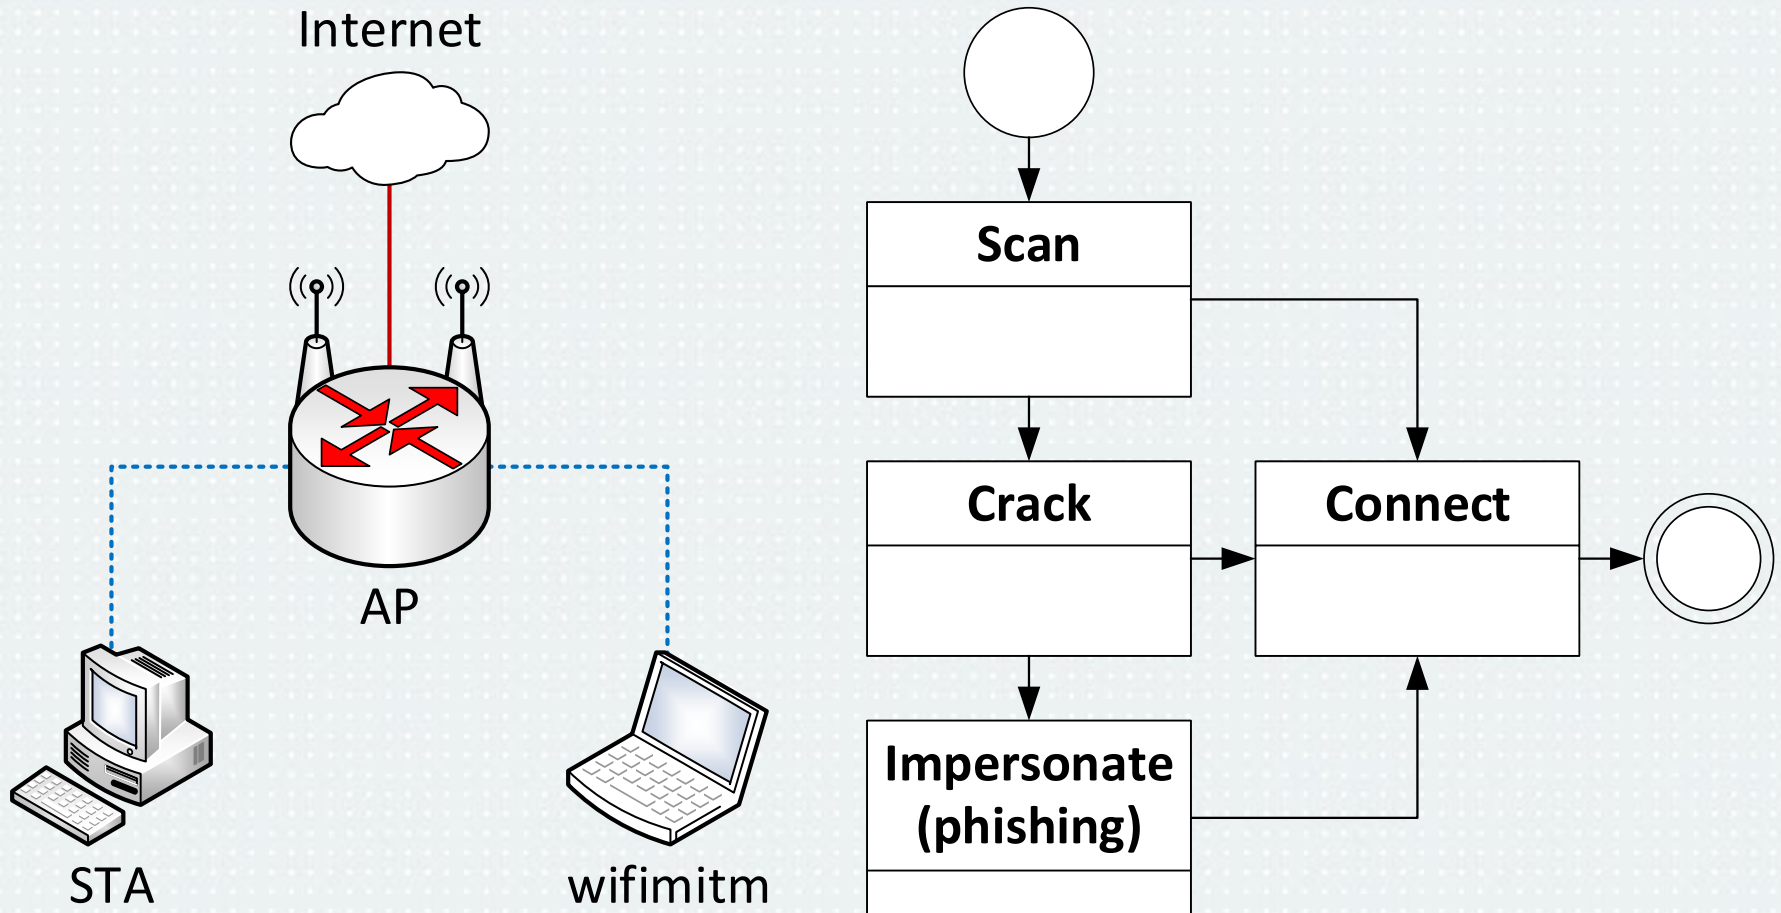 Internet
AP
STA
wifimitm
Scan
Crack
Connect
Impersonate
(phishing)